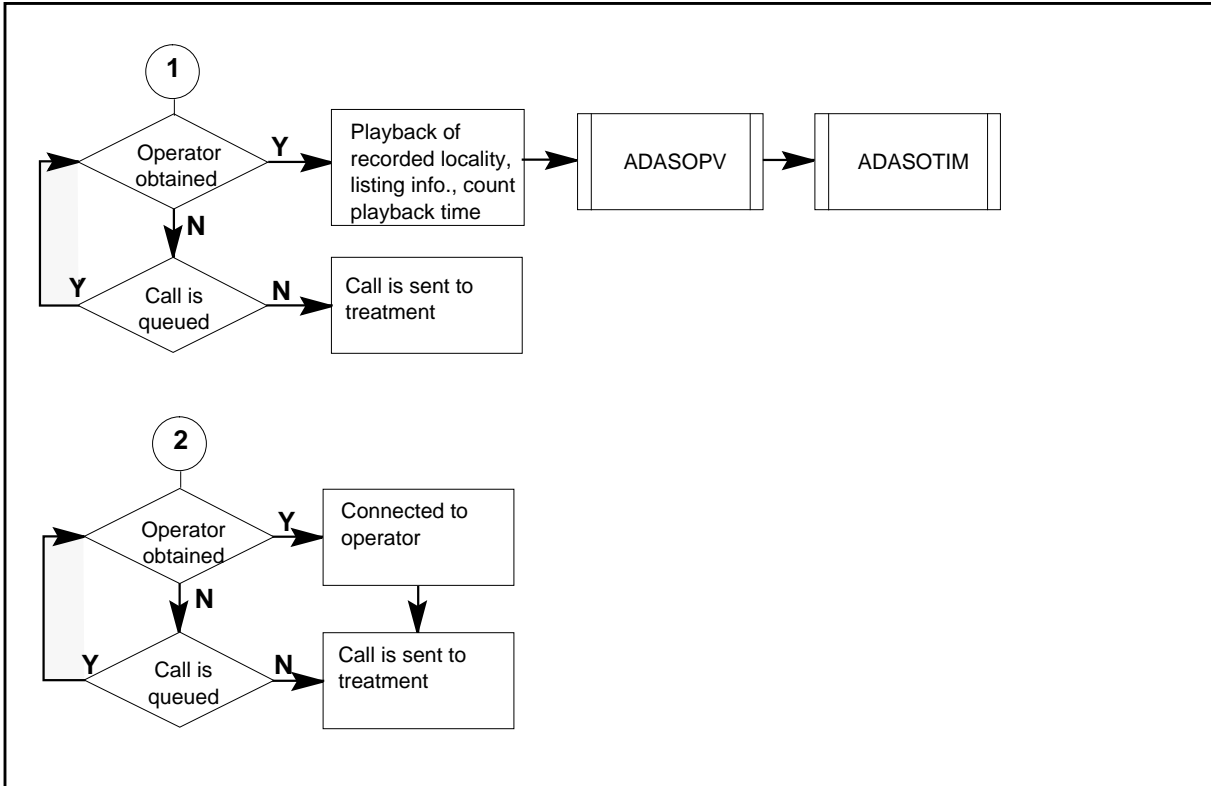 1
Operator
obtained
Y
Playback of
recorded locality,
listing info., count
playback time
ADASOPV
ADASOTIM
N
Y
Call is
queued
N
Call is sent to
treatment
2
Operator
obtained
Y
Connected to
operator
N
Y
Call is
queued
N
Call is sent to
treatment